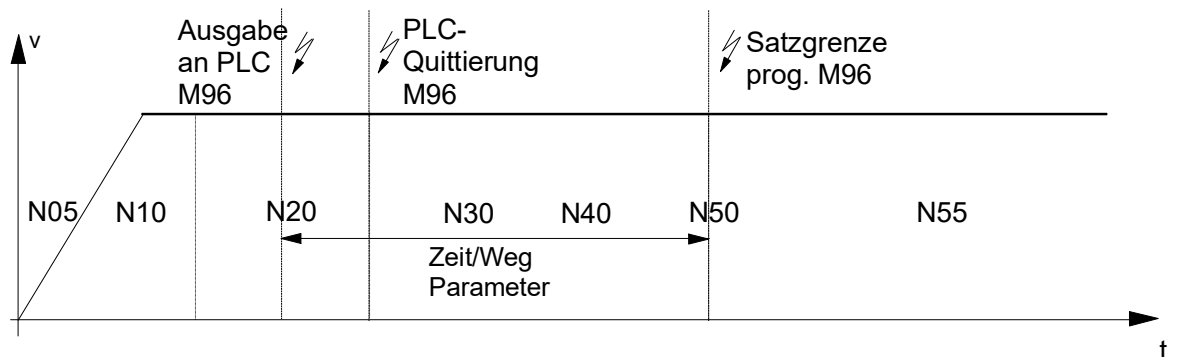 v
Ausgabe
an PLC
M96
PLC-
Quittierung
M96
Satzgrenze
prog. M96
N05 N10 N20 N30 N40 N50 N55
Zeit/Weg
Parameter
t